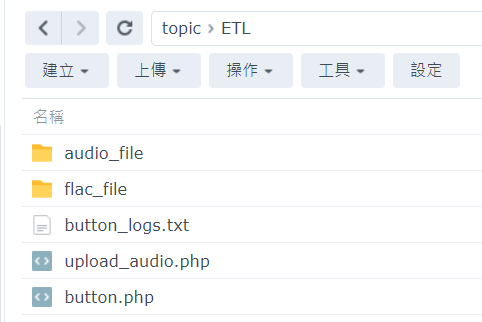 topic › ETL
建立 上傳 操作 工具 設定
名稱
audio_file
flac_file
button_logs.txt
upload_audio.php
button.php